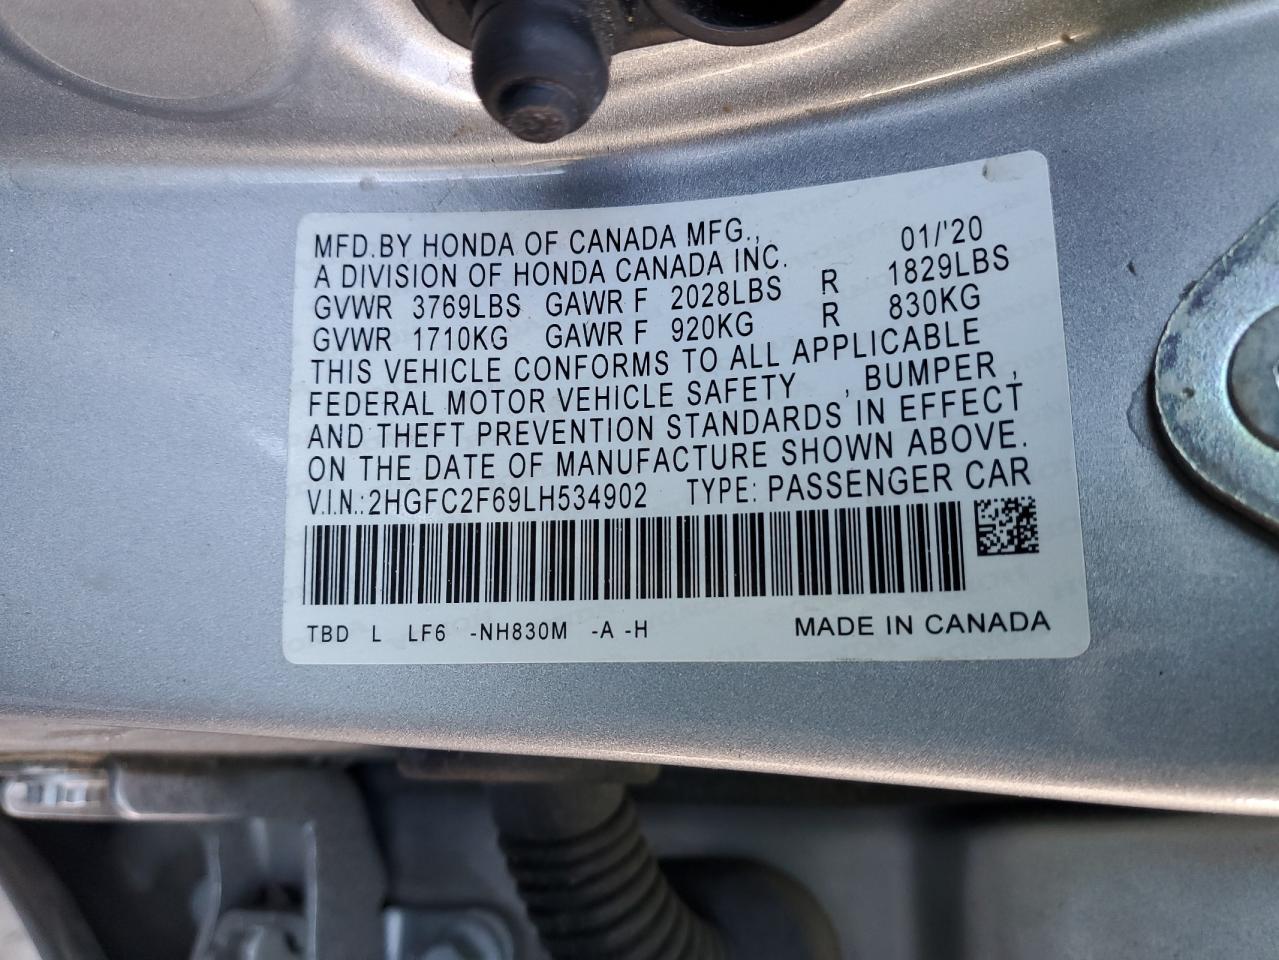 MFD.BY HONDA OF CANADA MFG., 01/'20
A DIVISION OF HONDA CANADA INC.
GVWR 3769LBS GAWR F 2028LBS R 1829LBS
GVWR 1710KG GAWR F 920KG R 830KG
THIS VEHICLE CONFORMS TO ALL APPLICABLE
FEDERAL MOTOR VEHICLE SAFETY , BUMPER ,
AND THEFT PREVENTION STANDARDS IN EFFECT
ON THE DATE OF MANUFACTURE SHOWN ABOVE.
V.I.N.:2HGFC2F69LH534902 TYPE: PASSENGER CAR
TBD L LF6 -NH830M -A -H MADE IN CANADA